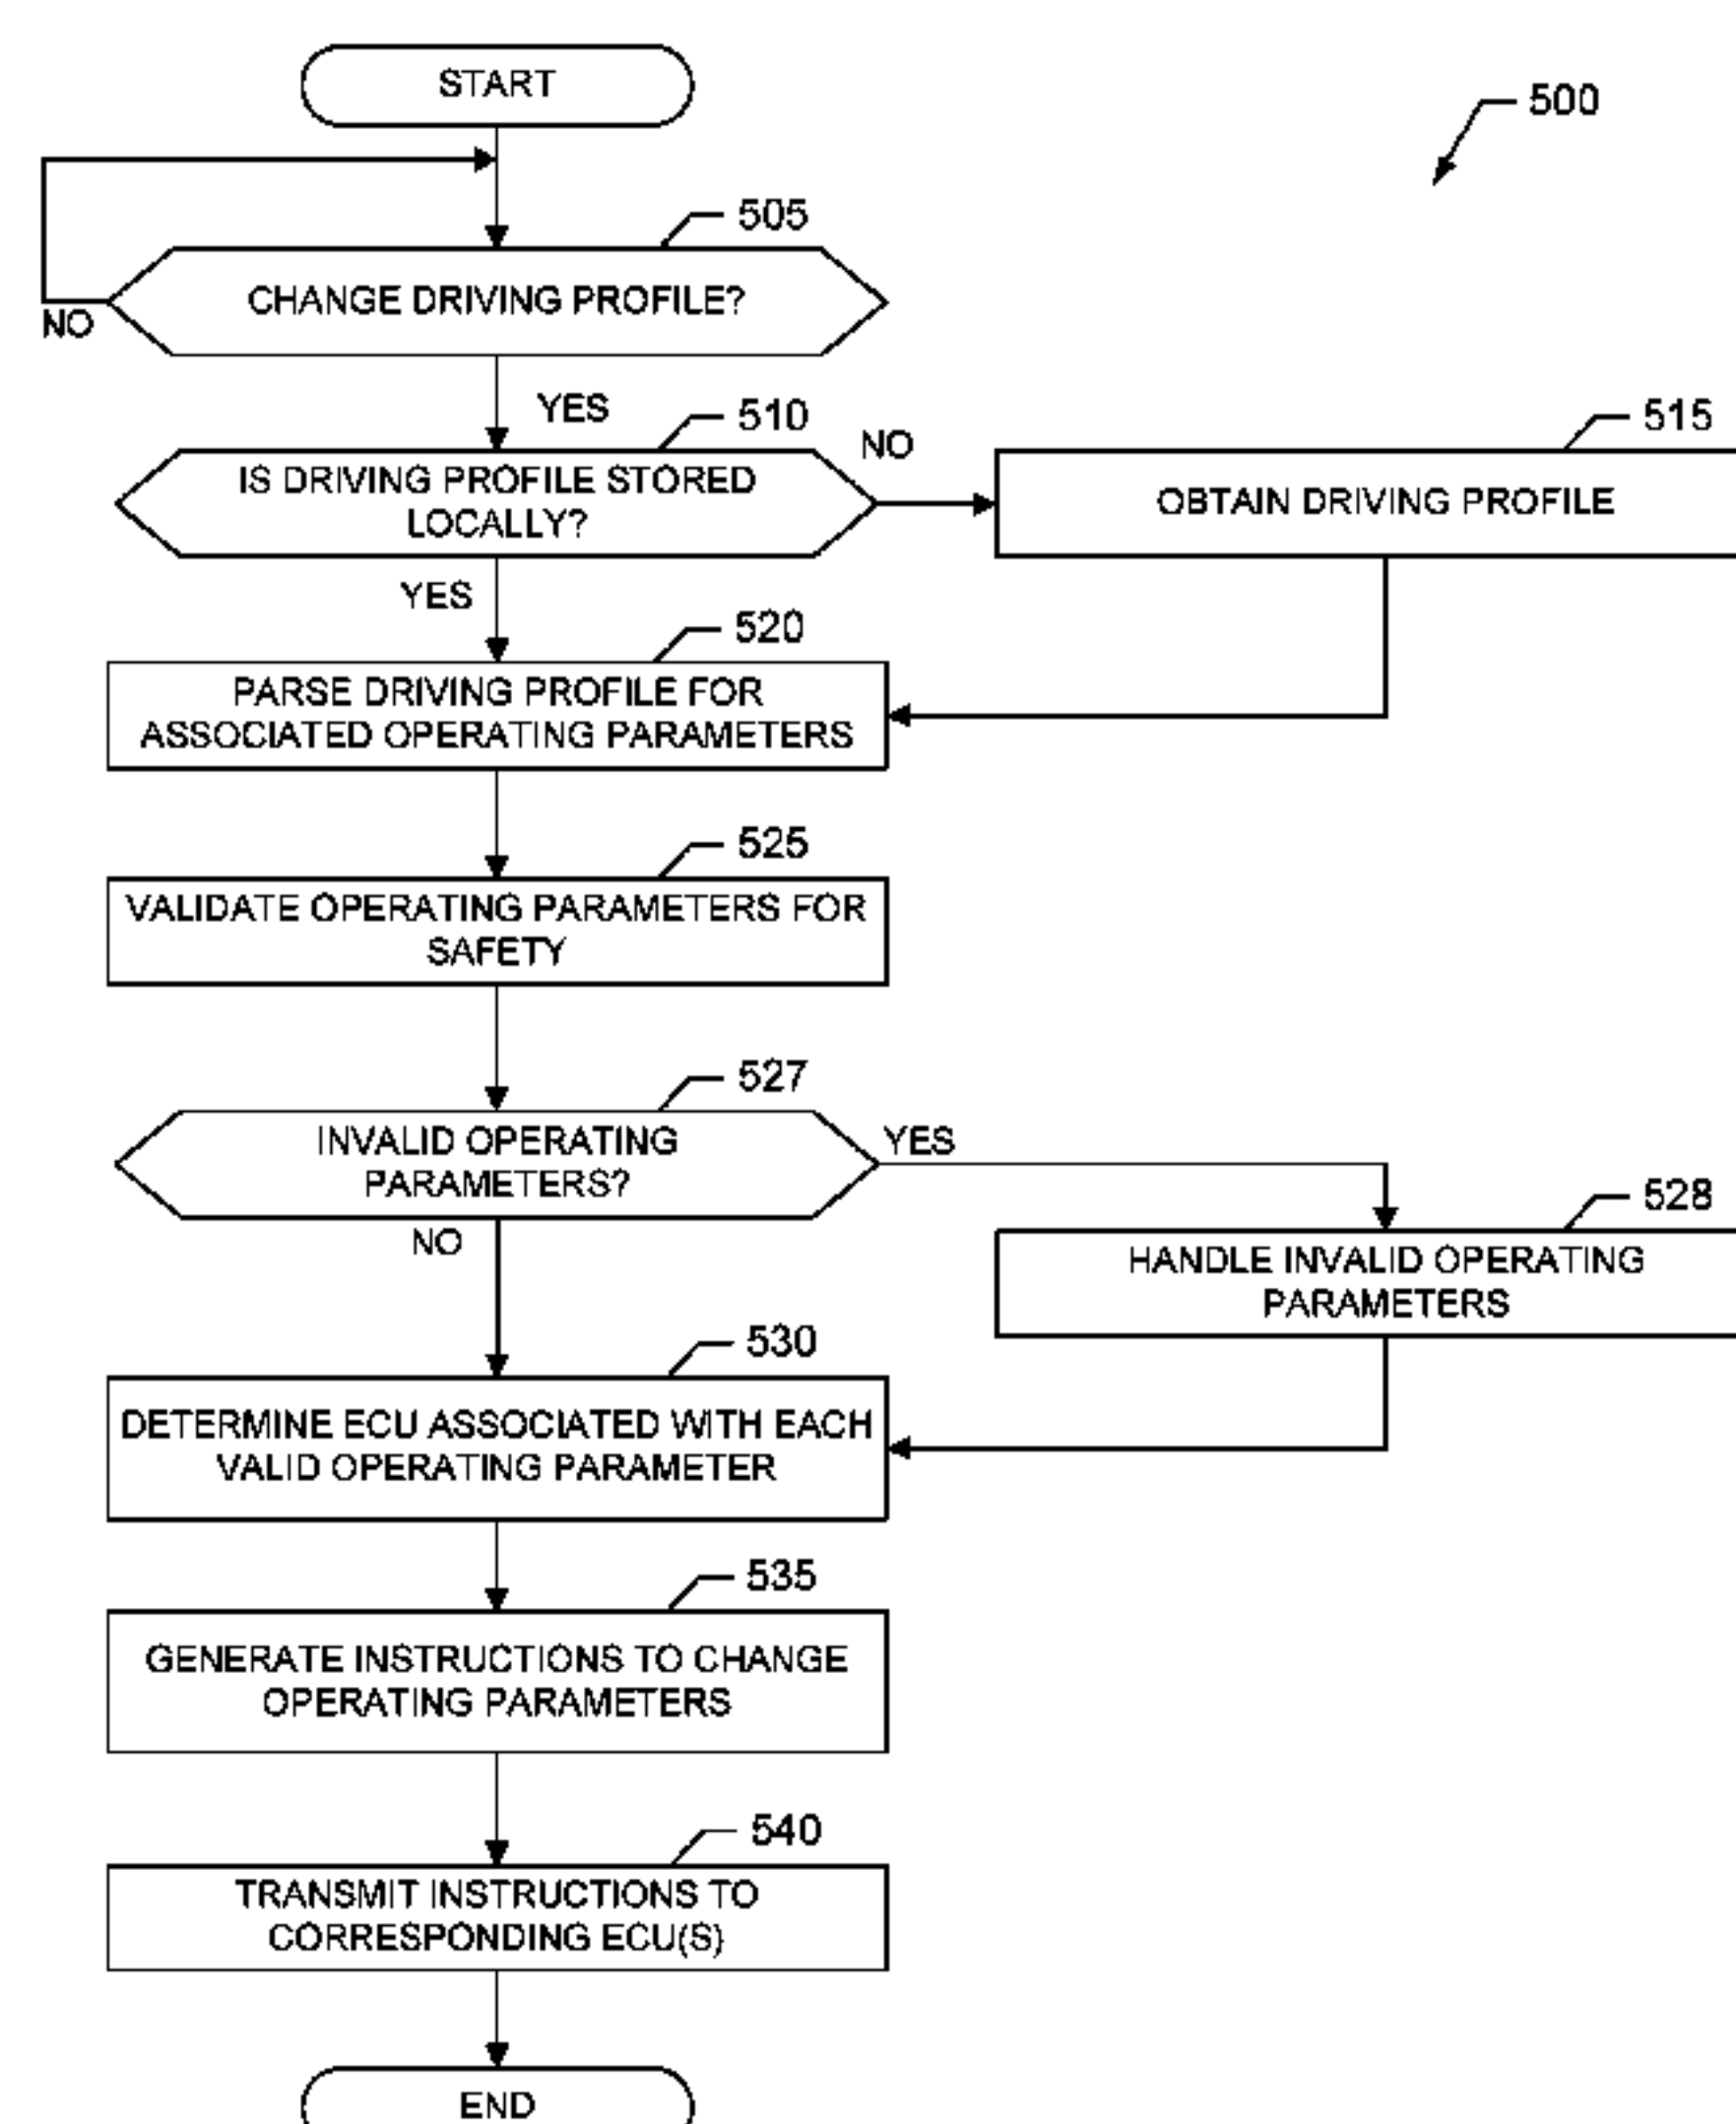 START
500
505
CHANGE DRIVING PROFILE?
NO
YES
510
NO
515
IS DRIVING PROFILE STORED
LOCALLY?
OBTAIN DRIVING PROFILE
YES
520
PARSE DRIVING PROFILE FOR
ASSOCIATED OPERATING PARAMETERS
525
VALIDATE OPERATING PARAMETERS FOR
SAFETY
527
INVALID OPERATING
PARAMETERS?
YES
528
NO
HANDLE INVALID OPERATING
PARAMETERS
530
DETERMINE ECU ASSOCIATED WITH EACH
VALID OPERATING PARAMETER
535
GENERATE INSTRUCTIONS TO CHANGE
OPERATING PARAMETERS
540
TRANSMIT INSTRUCTIONS TO
CORRESPONDING ECU(S)
END